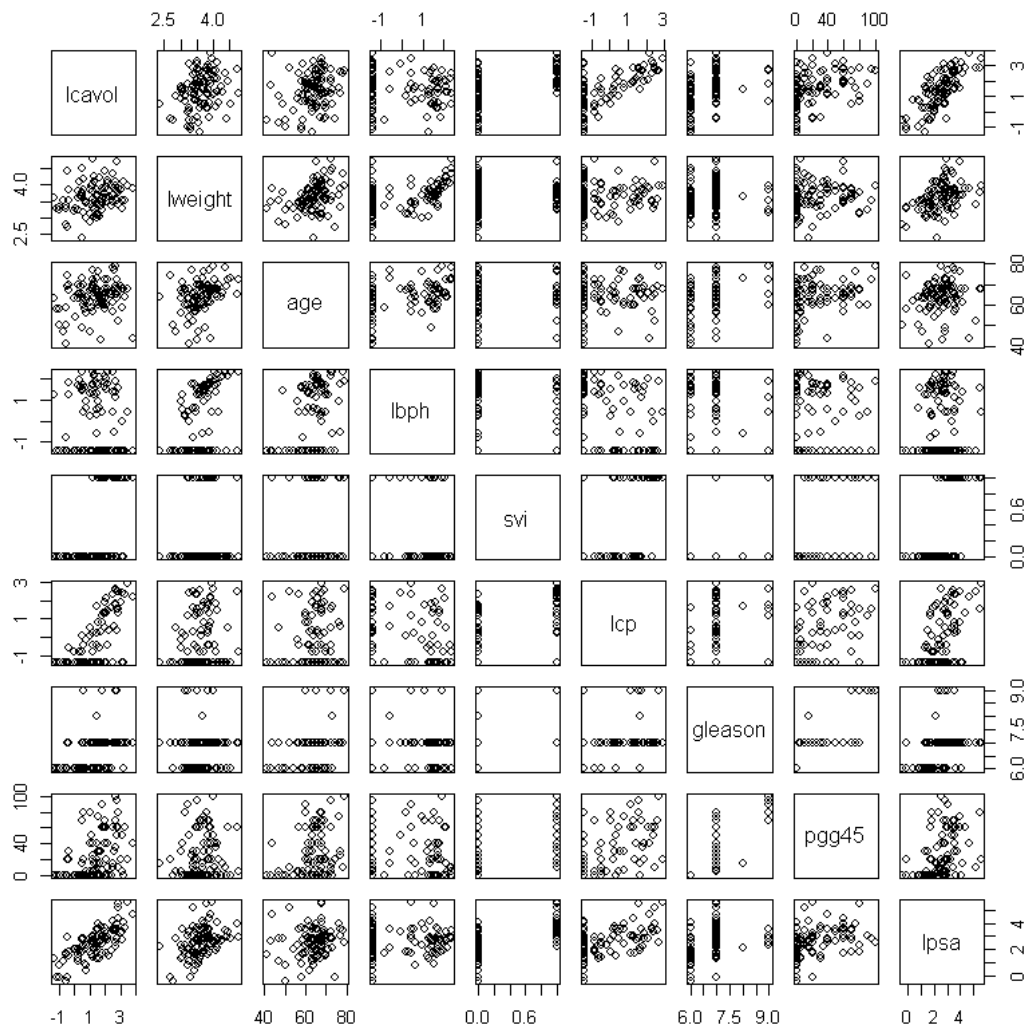 2.5 4.0 -1 1 -1 1 3 0 40 100
lcavol -1 1 3
2.5 4.0 lweight
age 40 60 80
-1 1 lbph
svi 0.0 0.6
-1 1 3 lcp
gleason 6.0 7.5 9.0
0 40 100 pgg45
lpsa 0 2 4
-1 1 3 40 60 80 0.0 0.6 6.0 7.5 9.0 0 2 4